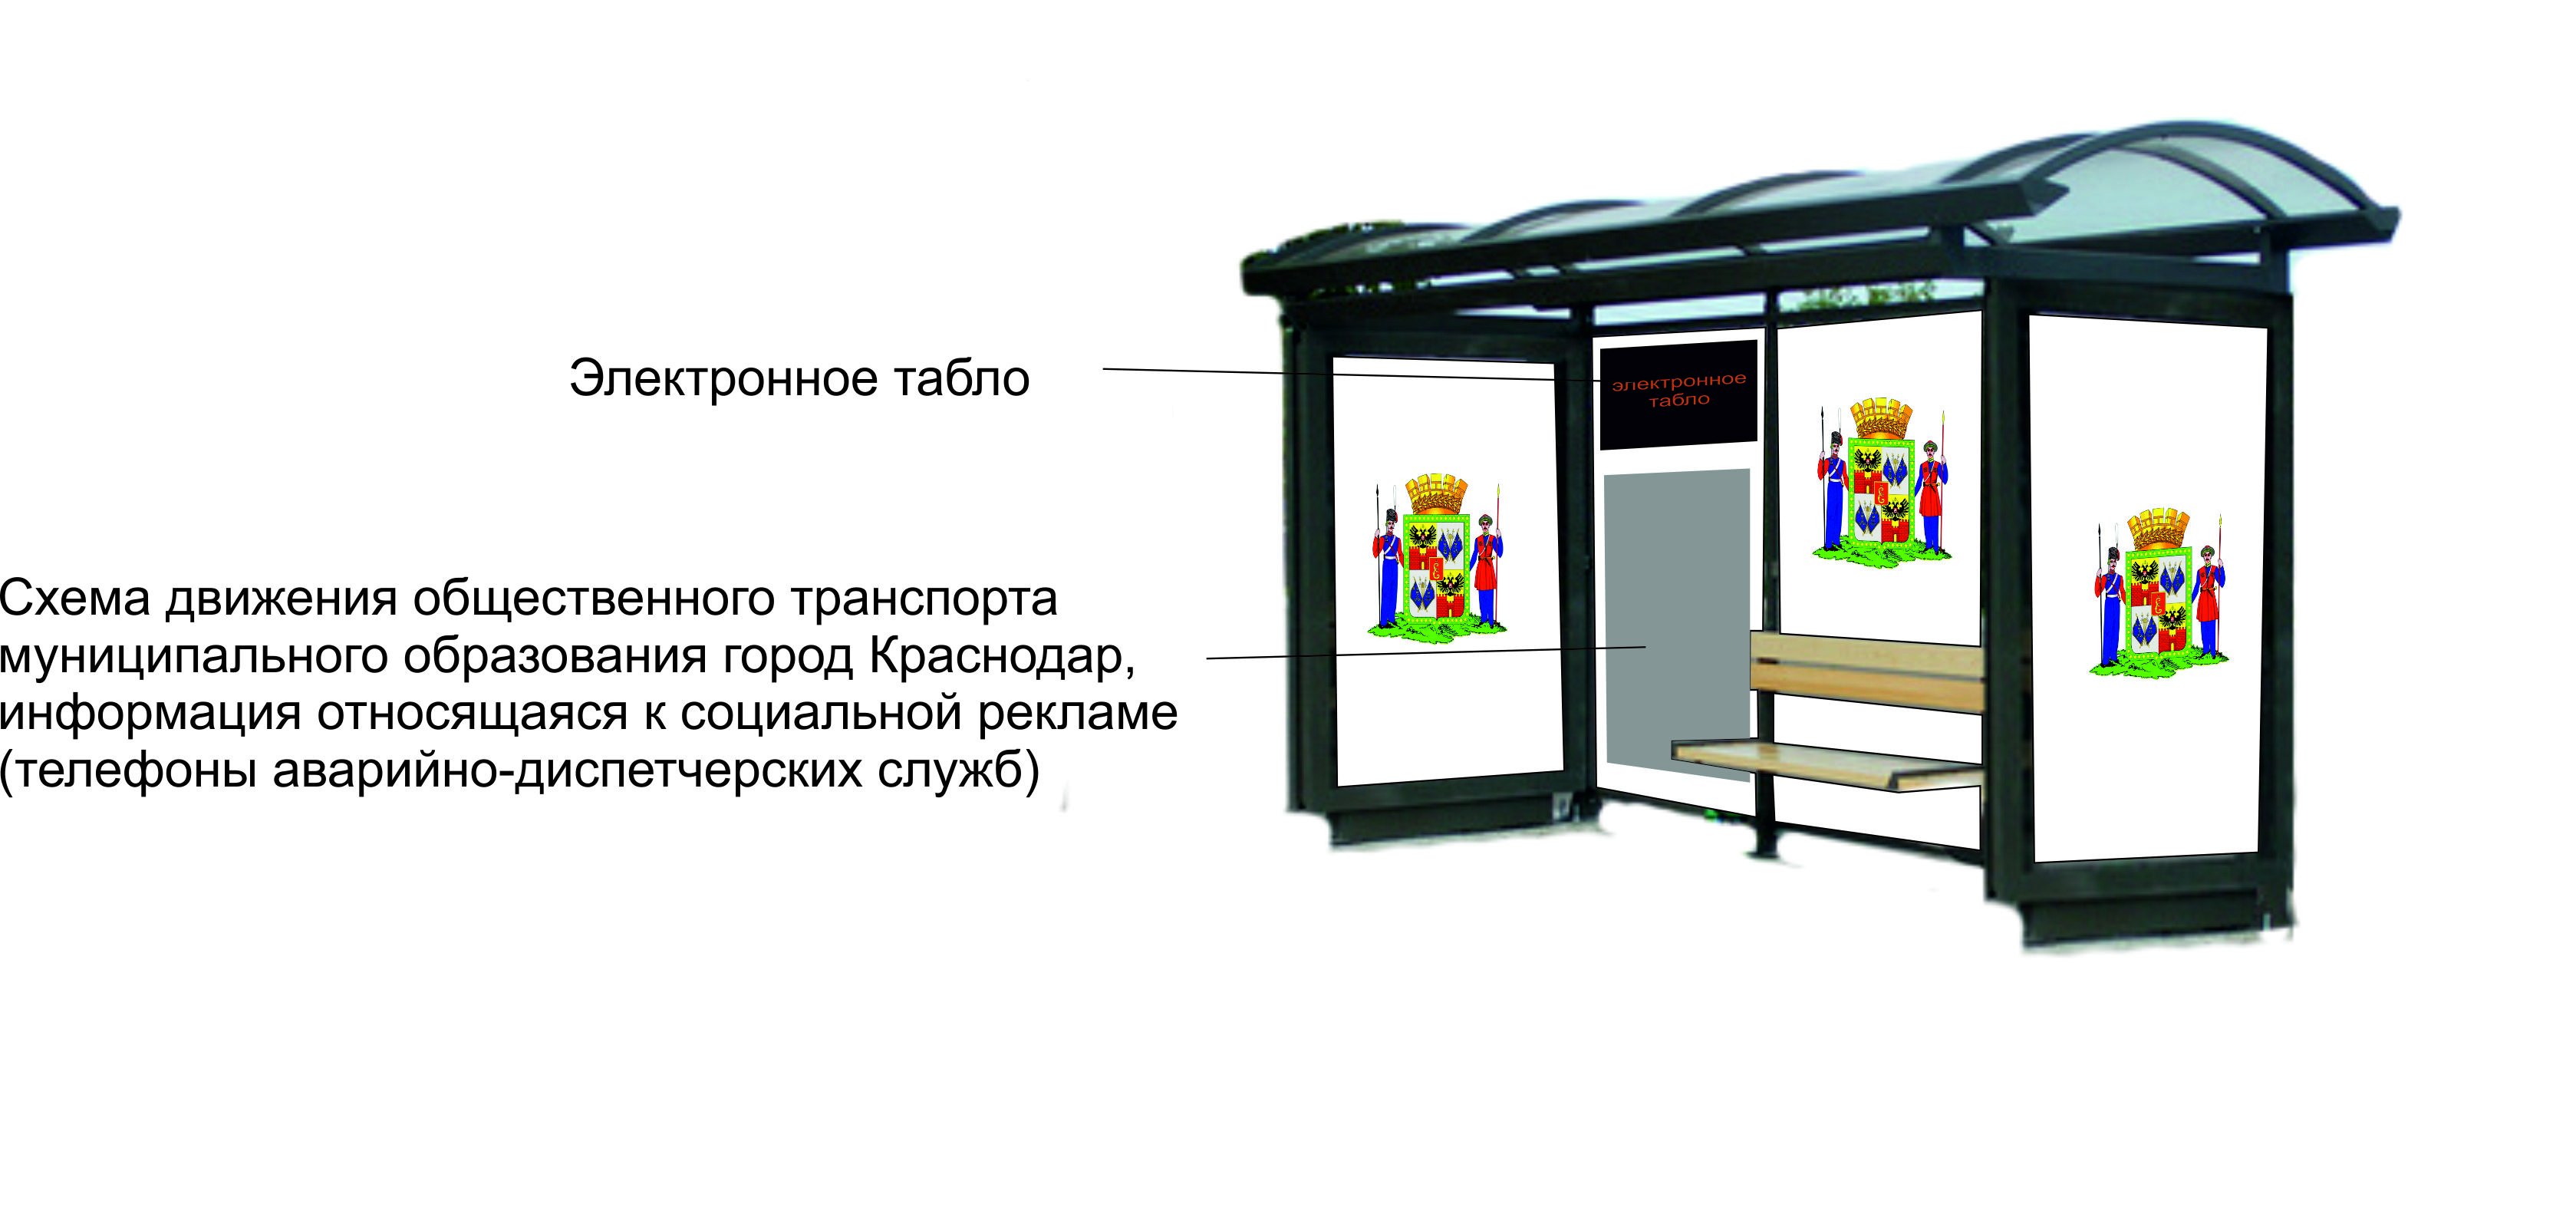 Электронное табло
электронное
табло
Схема движения общественного транспорта
муниципального образования город Краснодар,
информация относящаяся к социальной рекламе
(телефоны аварийно-диспетчерских служб)